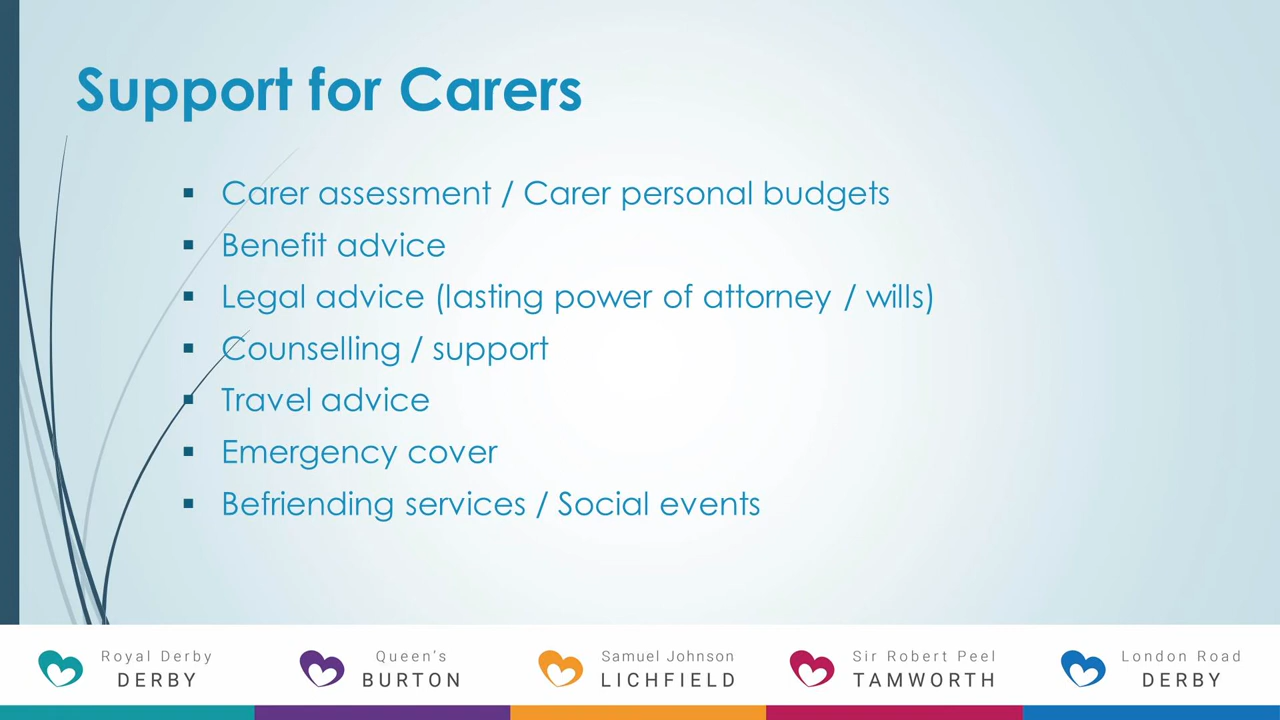 Support for Carers
▪ Carer assessment / Carer personal budgets
▪ Benefit advice
▪ Legal advice (lasting power of attorney / wills)
▪ Counselling / support
▪ Travel advice
▪ Emergency cover
▪ Befriending services / Social events
Royal Derby
DERBY
Queen's
BURTON
Samuel Johnson
LICHFIELD
Sir Robert Peel
TAMWORTH
London Road
DERBY